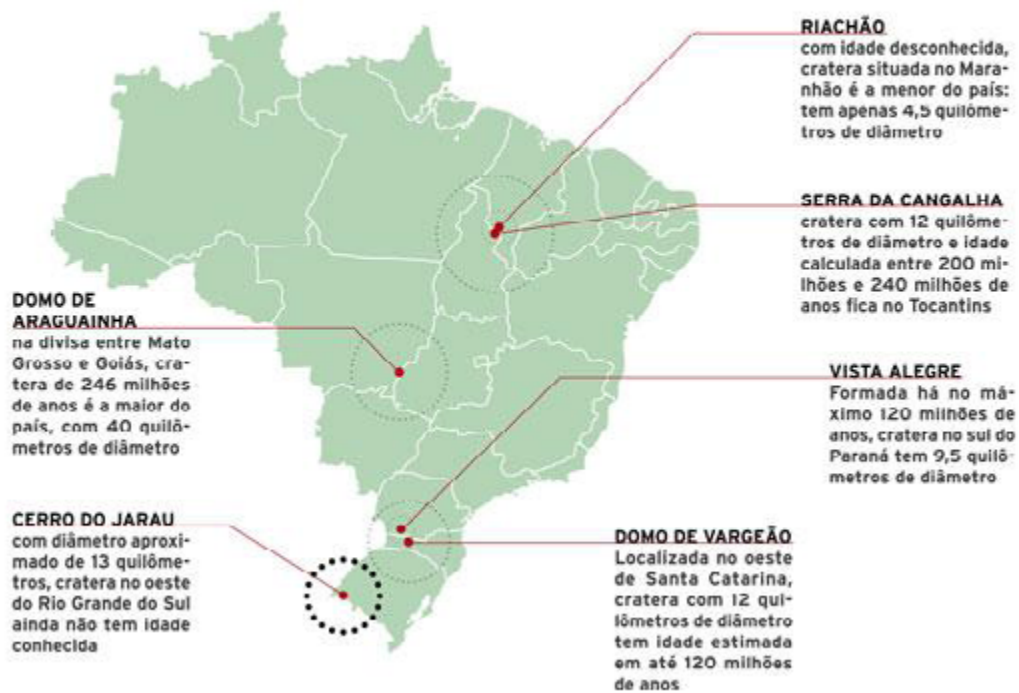 RIACHÃO
com idade desconhecida,
cratera situada no Mara-
nhão é a menor do país:
tem apenas 4,5 quilôme-
tros de diâmetro
SERRA DA CANGALHA
cratera com 12 quilôme-
tros de diâmetro e idade
calculada entre 200 mi-
lhões e 240 milhões de
anos fica no Tocantins
DOMO DE
ARAGUAINHA
na divisa entre Mato
Grosso e Goiás, cra-
tera de 246 milhões
de anos é a maior do
país, com 40 quilô-
metros de diâmetro
VISTA ALEGRE
Formada há no má-
ximo 120 milhões de
anos, cratera no sul do
Paraná tem 9,5 quilô-
metros de diâmetro
CERRO DO JARAU
com diâmetro aproxi-
mado de 13 quilôme-
tros, cratera no oeste
do Rio Grande do Sul
ainda não tem idade
conhecida
DOMO DE VARGEÃO
Localizada no oeste
de Santa Catarina,
cratera com 12 qui-
lômetros de diâmetro
tem idade estimada
em até 120 milhões
de anos